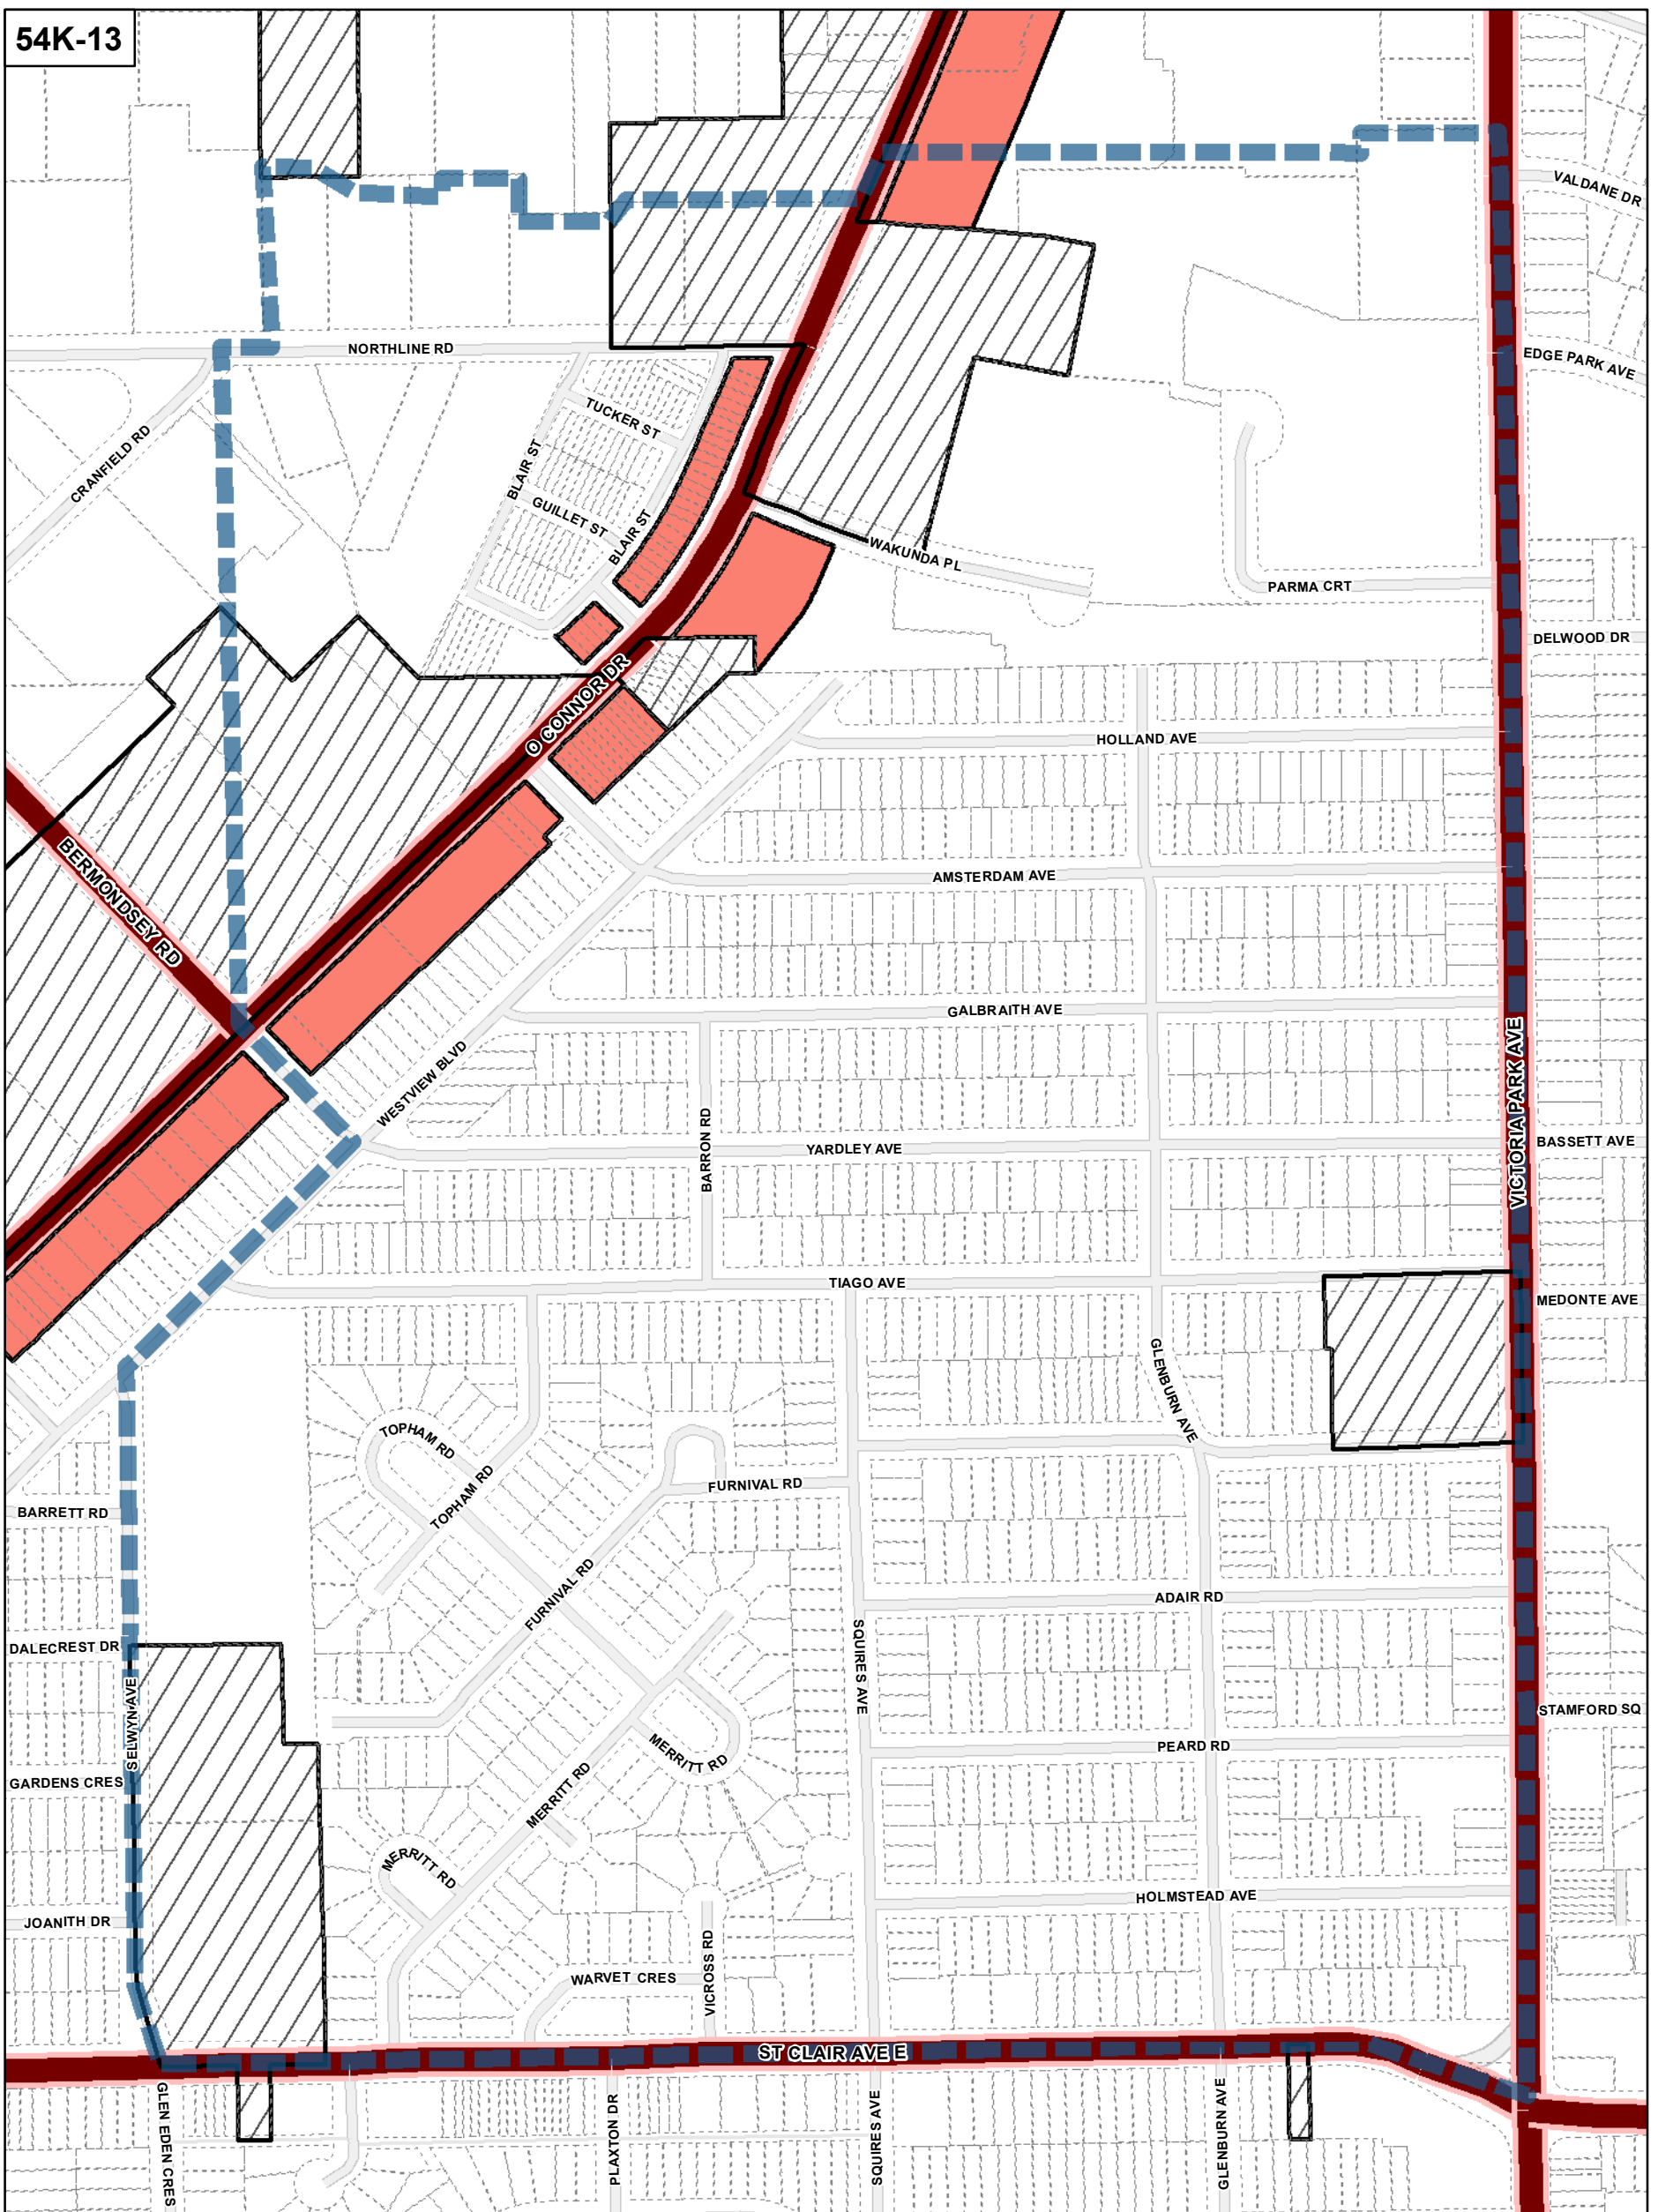 54K-13
VALDANE DR
NORTHLINE RD
EDGE PARK AVE
TUCKER ST
CRANFIELD RD
BLAIR ST
GUILLET ST
BLAIR ST
WAKUNDA PL
PARMA CRT
DELWOOD DR
O CONNOR DR
HOLLAND AVE
BERMONDSEY RD
AMSTERDAM AVE
GALBRAITH AVE
WESTVIEW BLVD
VICTORIA PARK AVE
BARRON RD
YARDLEY AVE
BASSETT AVE
TIAGO AVE
MEDONTE AVE
GLENBURN AVE
TOPHAM RD
TOPHAM RD
FURNIVAL RD
BARRETT RD
FURNIVAL RD
ADAIR RD
DALECREST DR
SELWYN AVE
SQUIRES AVE
STAMFORD SQ
PEARD RD
MERRITT RD
GARDENS CRES
MERRITT RD
MERRITT RD
HOLMSTEAD AVE
JOANITH DR
WARVET CRES
VICROSS RD
ST CLAIR AVE E
GLEN EDEN CRES
PLAXTON DR
SQUIRES AVE
GLENBURN AVE